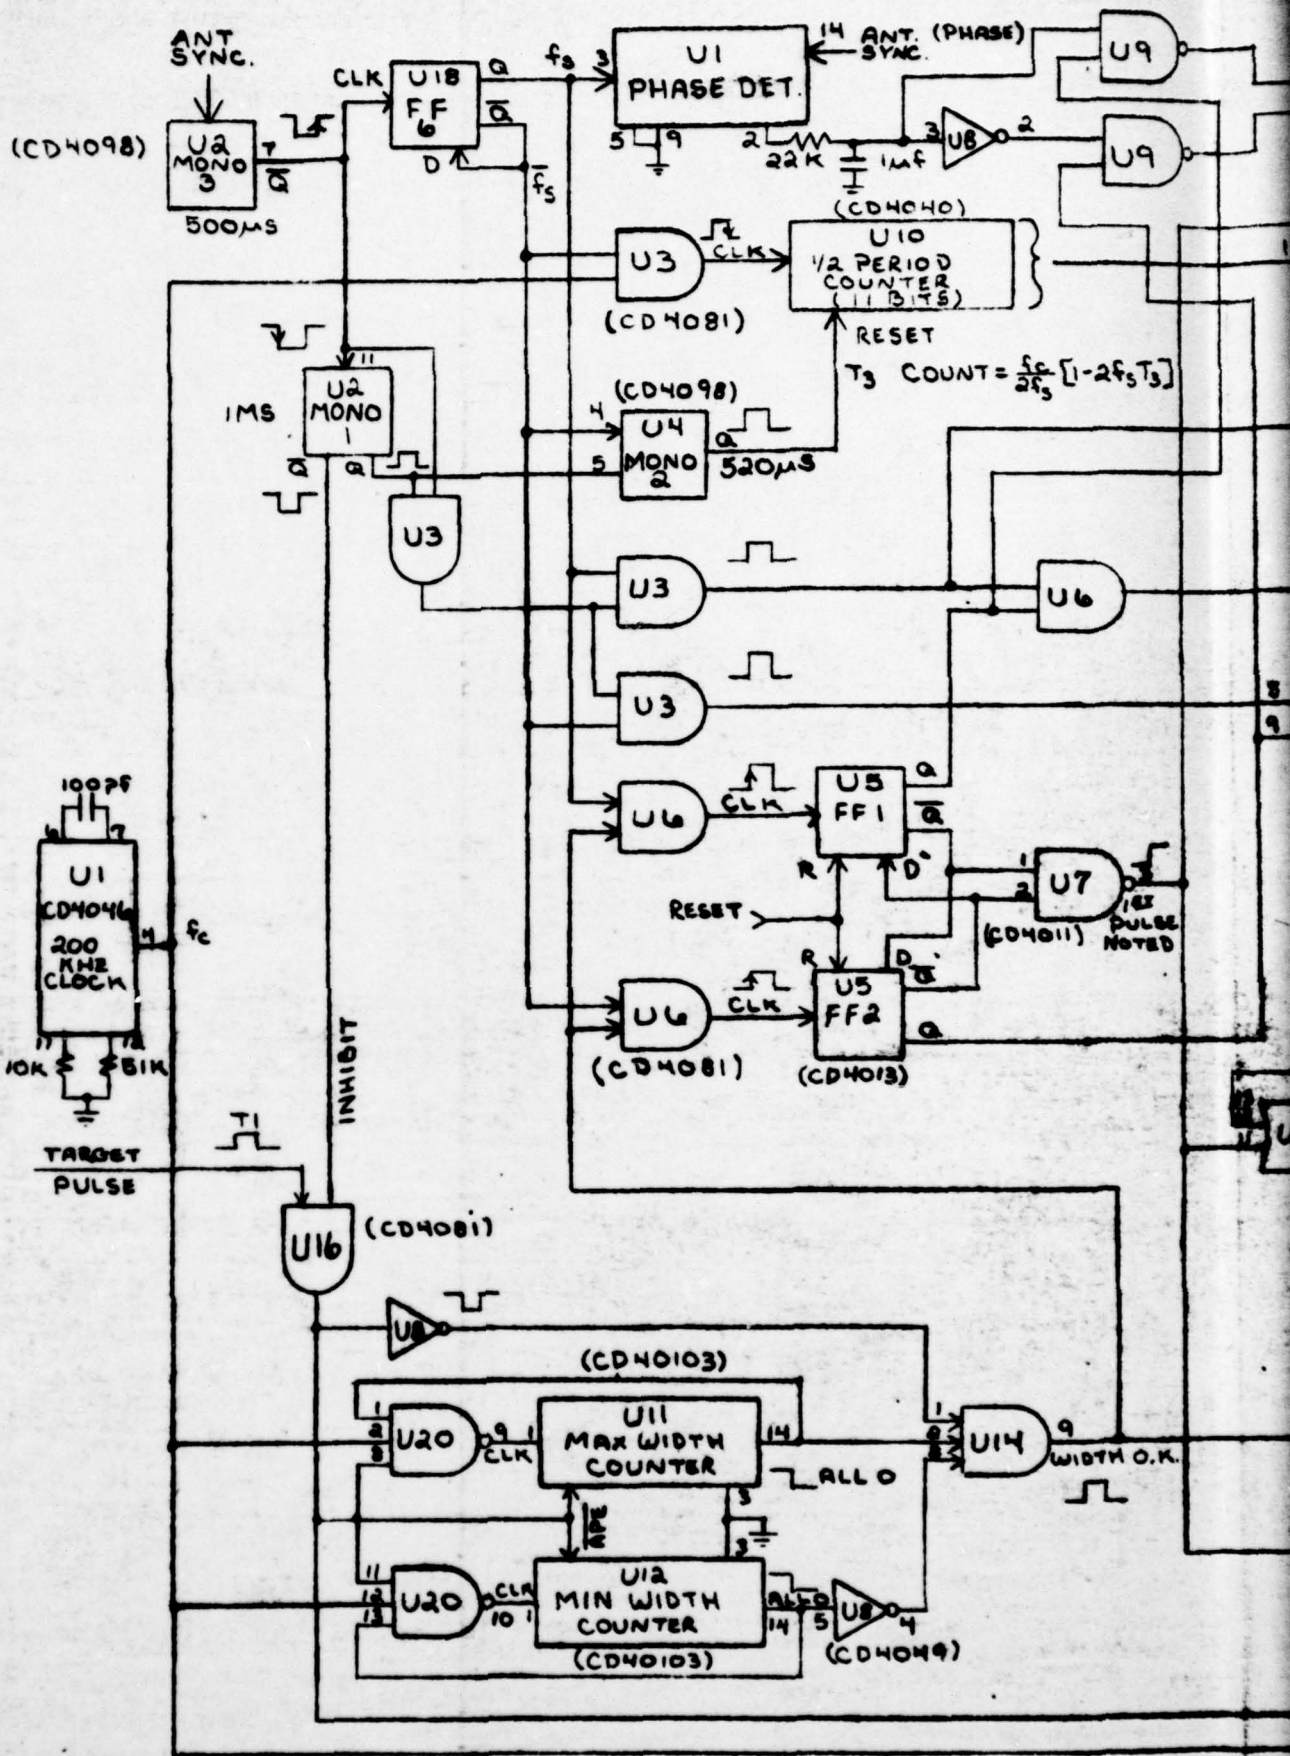 ANT
SYNC.
(CD4098)
U2
MONO
3
7
Q
500µs
CLK
U18
FF
6
Q
Q
D
fs
fs
3
U1
PHASE DET.
14
ANT. (PHASE)
SYNC.
5
9
2
22K
1µf
3
U8
2
U9
U9
(CD4040)
U10
1/2 PERIOD
COUNTER
(11 BITS)
CLK
RESET
U3
(CD4081)
T3 COUNT = fc/2fs [1-2fsT3]
11
U2
MONO
1
1MS
Q
Q
(CD4098)
4
5
U4
MONO
2
Q
520µs
U3
U3
U6
U3
8
9
100pf
6
7
U1
CD4046
200
KHZ
CLOCK
4
fc
11
12
10K
51K
U6
CLK
U5
FF1
Q
Q
R
D
RESET
1
2
U7
(CD4011)
1ST
PULSE
NOTED
R
D
Q
U6
CLK
U5
FF2
Q
(CD4081)
(CD4013)
INHIBIT
T1
TARGET
PULSE
U16
(CD4081)
U8
(CD40103)
1
2
8
U20
9
CLK
1
U11
MAX WIDTH
COUNTER
14
ALL 0
3
APE
1
U14
9
WIDTH O.K.
11
12
13
U20
CLK
10
1
U12
MIN WIDTH
COUNTER
3
ALL 0
14
5
U8
4
(CD40103)
(CD4049)